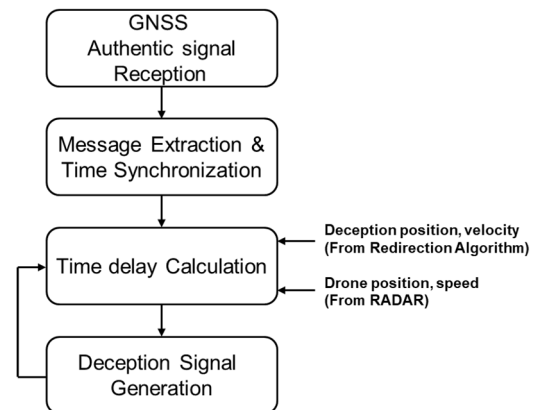 GNSS
Authentic signal
Reception
Message Extraction &
Time Synchronization
Time delay Calculation
Deception position, velocity
(From Redirection Algorithm)
Drone position, speed
(From RADAR)
Deception Signal
Generation